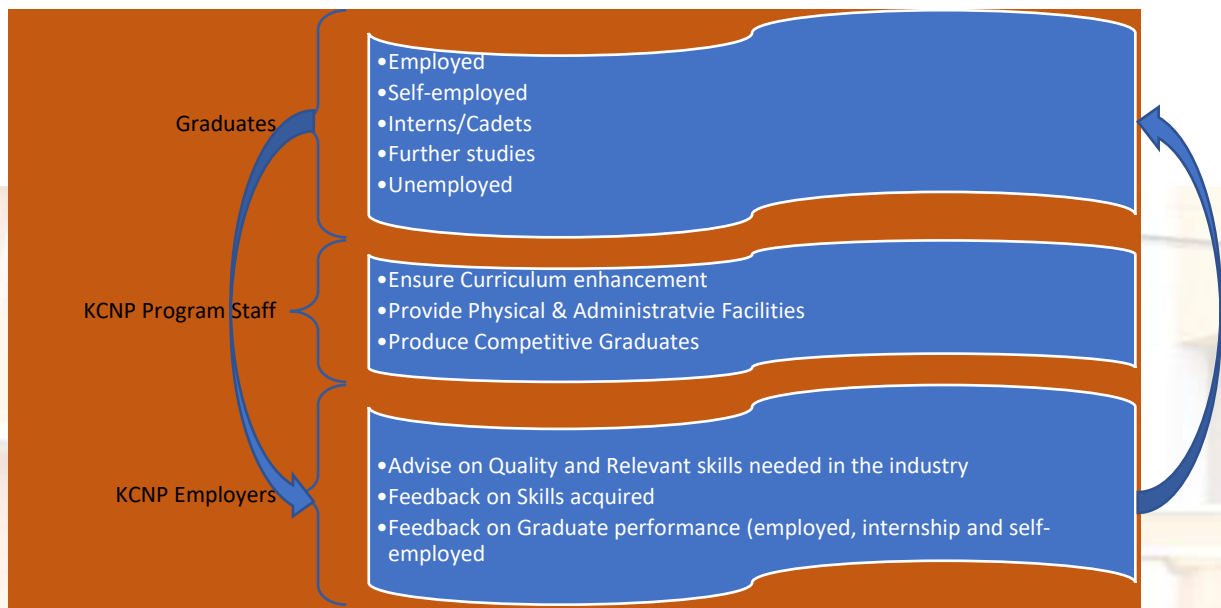 Graduates
•Employed
•Self-employed
•Interns/Cadets
•Further studies
•Unemployed
KCNP Program Staff
•Ensure Curriculum enhancement
•Provide Physical & Administratvie Facilities
•Produce Competitive Graduates
KCNP Employers
•Advise on Quality and Relevant skills needed in the industry
•Feedback on Skills acquired
•Feedback on Graduate performance (employed, internship and self-
employed